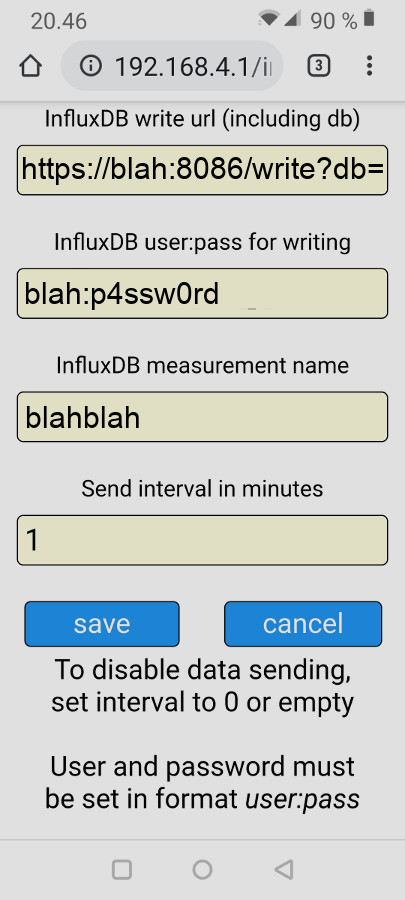 20.46 90 %
192.168.4.1/i 3
InfluxDB write url (including db)
https://blah:8086/write?db=
InfluxDB user:pass for writing
blah:p4ssw0rd
InfluxDB measurement name
blahblah
Send interval in minutes
1
save cancel
To disable data sending,
set interval to 0 or empty
User and password must
be set in format user:pass